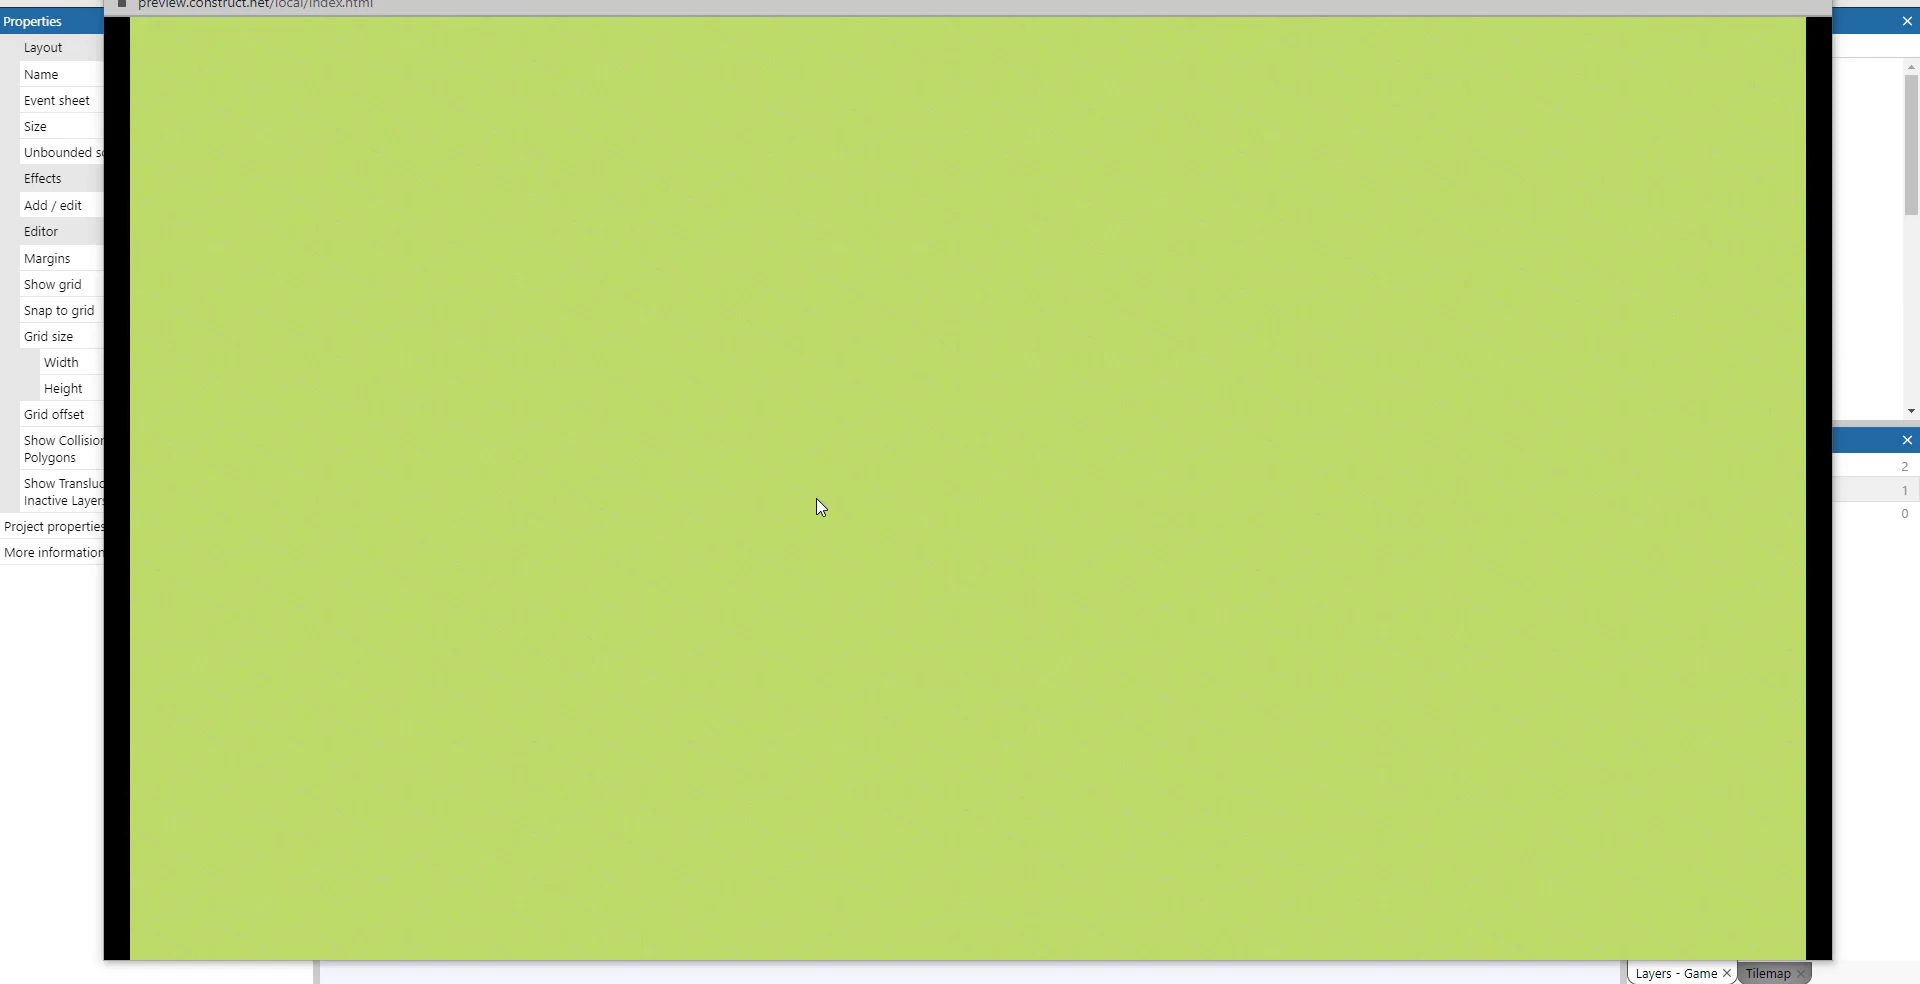 preview.construct.net/local/index.html
Properties
Layout
Name
Event sheet
Size
Unbounded
Effects
Add / edit
Editor
Margins
Show grid
Snap to grid
Grid size
Width
Height
Grid offset
Show Collision
Polygons
Show
Inactive Layers
Project properties
More information
2
1
0
Layers - Game
Tilemap